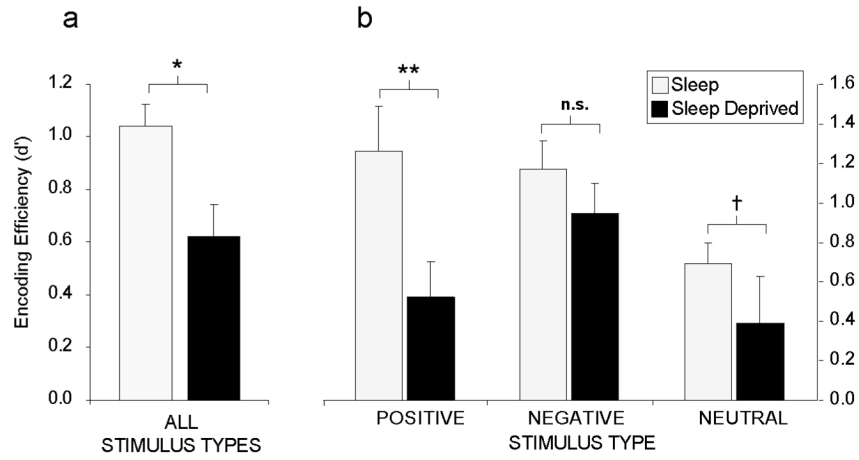 a
b
*
**
n.s.
†
Sleep
Sleep Deprived
Encoding Efficiency (d')
1.2
1.0
0.8
0.6
0.4
0.2
0.0
1.6
1.4
1.2
1.0
0.8
0.6
0.4
0.2
0.0
ALL
STIMULUS TYPES
POSITIVE
NEGATIVE
NEUTRAL
STIMULUS TYPE